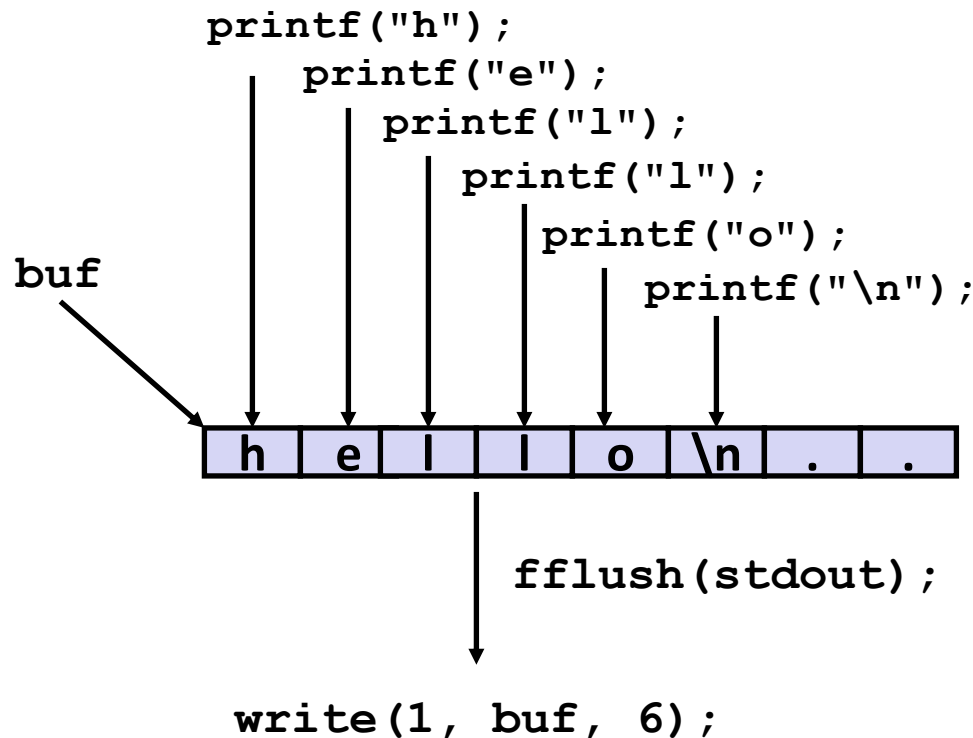 printf("h");
printf("e");
printf("l");
printf("l");
printf("o");
buf
printf("\n");
h e l l o \n . .
fflush(stdout);
write(1, buf, 6);